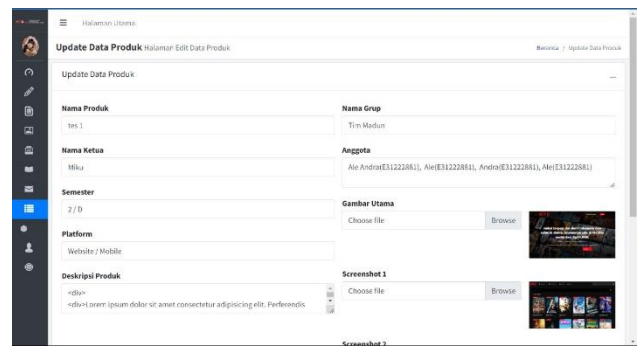 Halaman Utama
Update Data Produk Halaman Edit Data Produk
Beranda / Update Data Produk
Update Data Produk
Nama Produk
tes 1
Nama Grup
Tim Madun
Nama Ketua
Miku
Anggota
Ale Andra(E31222881), Ale(E31222881), Andra(E31222881), Ale(E31222881)
Semester
2 / D
Gambar Utama
Choose file Browse
Platform
Website / Mobile
Deskripsi Produk
<div>
<div>Lorem ipsum dolor sit amet consectetur adipisicing elit. Perferendis
Screenshot 1
Choose file Browse
Screenshot 2